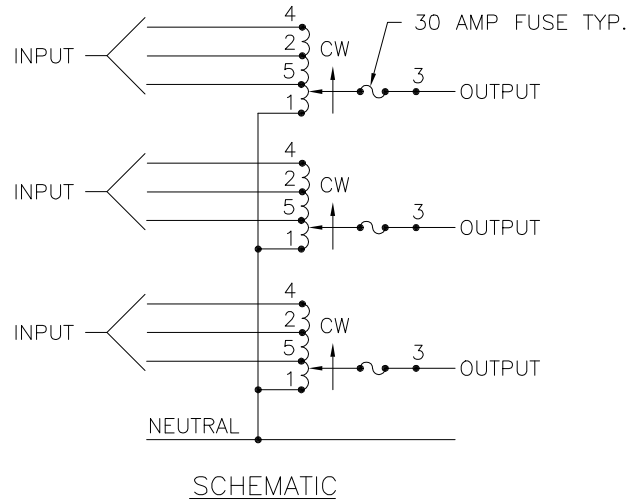 4 30 AMP FUSE TYP.
INPUT 2 CW
5
1 3 OUTPUT
4
INPUT 2 CW
5
1 3 OUTPUT
4
INPUT 2 CW
5
1 3 OUTPUT
NEUTRAL
SCHEMATIC